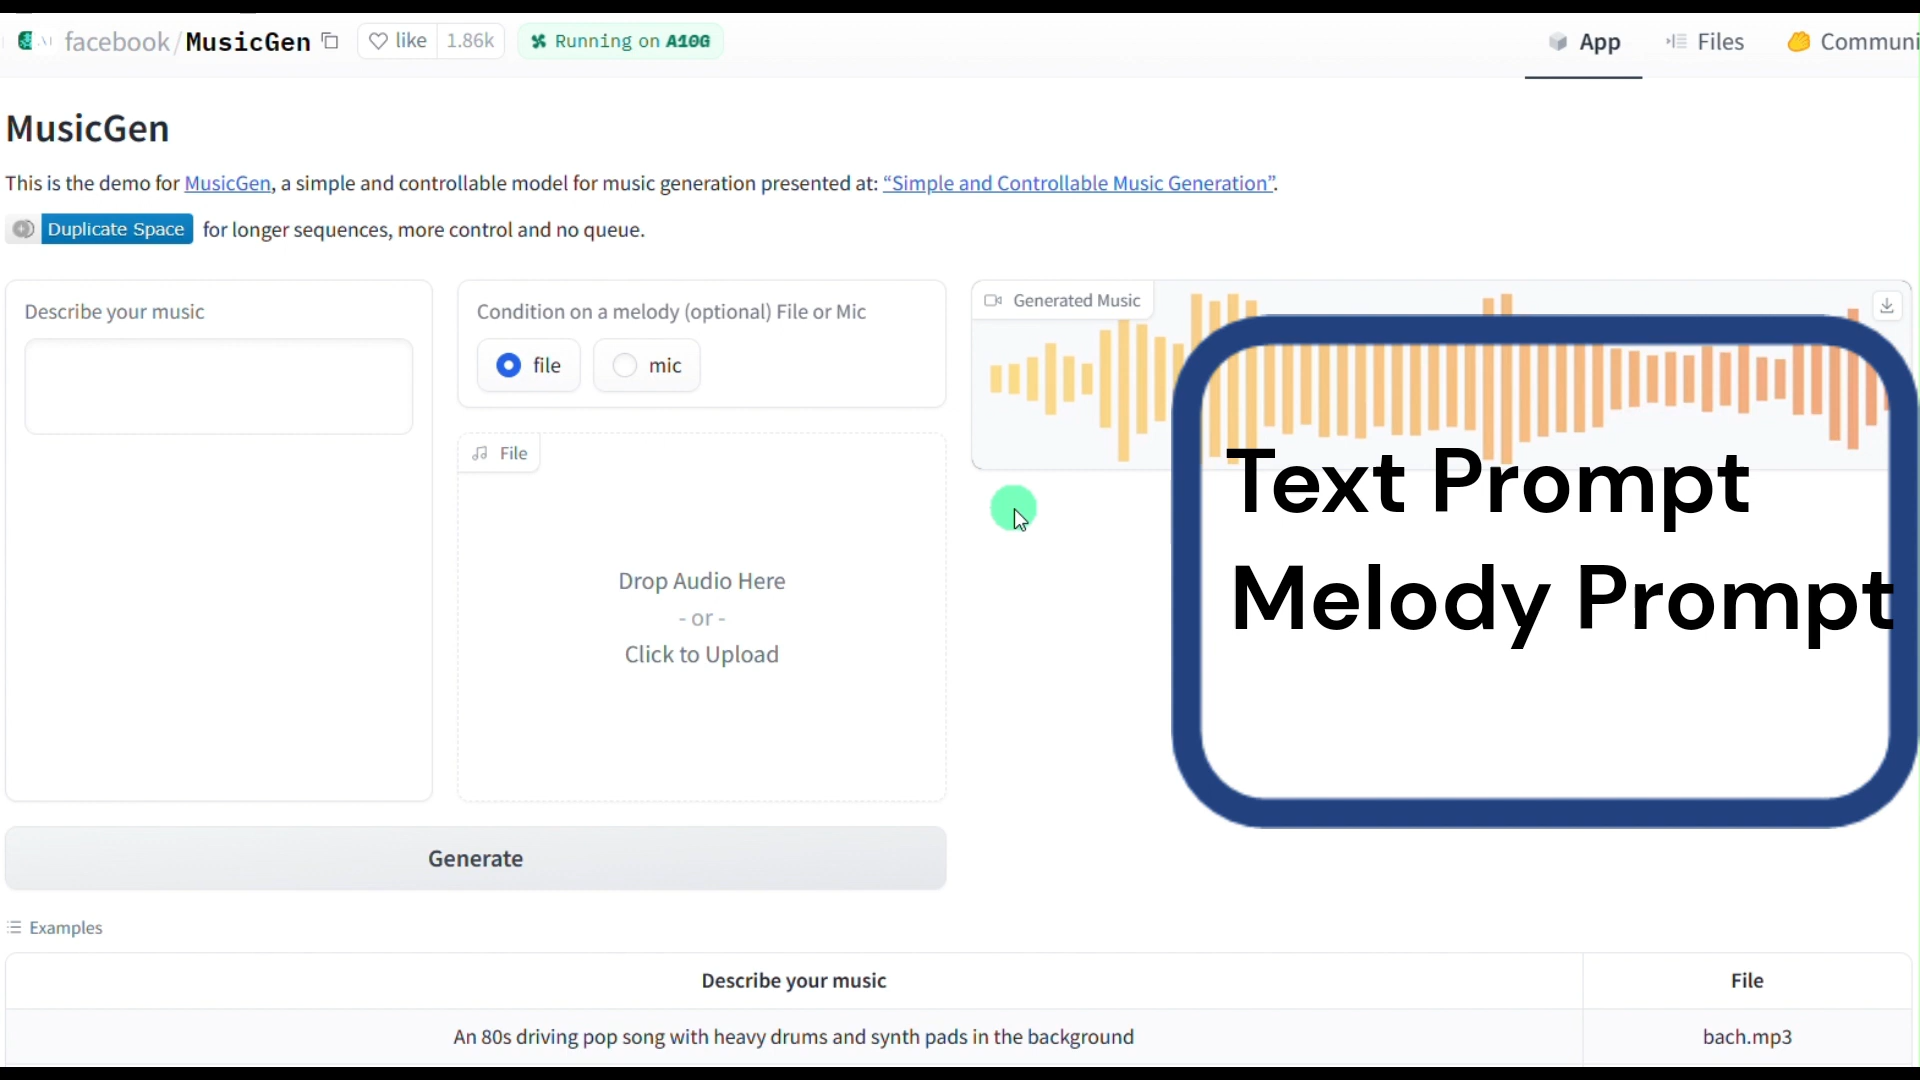 facebook/MusicGen like 1.86k Running on A10G App Files Communi
MusicGen
This is the demo for MusicGen, a simple and controllable model for music generation presented at: “Simple and Controllable Music Generation”.
Duplicate Space for longer sequences, more control and no queue.
Describe your music
Condition on a melody (optional) File or Mic
file mic
File
Drop Audio Here
- or -
Click to Upload
Generated Music
Text Prompt
Melody Prompt
Generate
Examples
Describe your music File
An 80s driving pop song with heavy drums and synth pads in the background bach.mp3